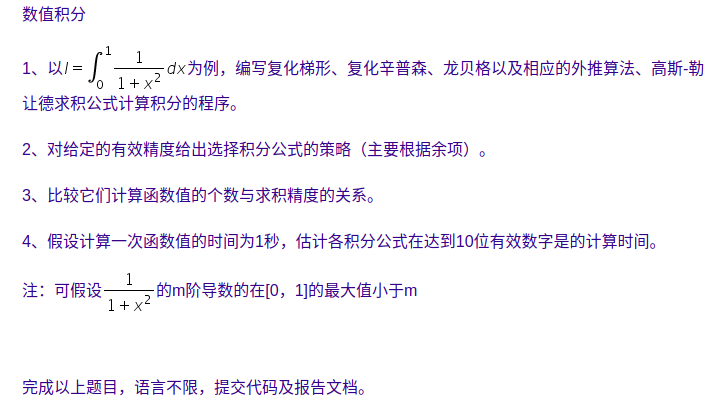 数值积分
1、以I = ∫₀¹ 1/(1 + x²) dx为例，编写复化梯形、复化辛普森、龙贝格以及相应的外推算法、高斯-勒
让德求积公式计算积分的程序。
2、对给定的有效精度给出选择积分公式的策略（主要根据余项）。
3、比较它们计算函数值的个数与求积精度的关系。
4、假设计算一次函数值的时间为1秒，估计各积分公式在达到10位有效数字是的计算时间。
注：可假设 1/(1 + x²) 的m阶导数的在[0，1]的最大值小于m
完成以上题目，语言不限，提交代码及报告文档。